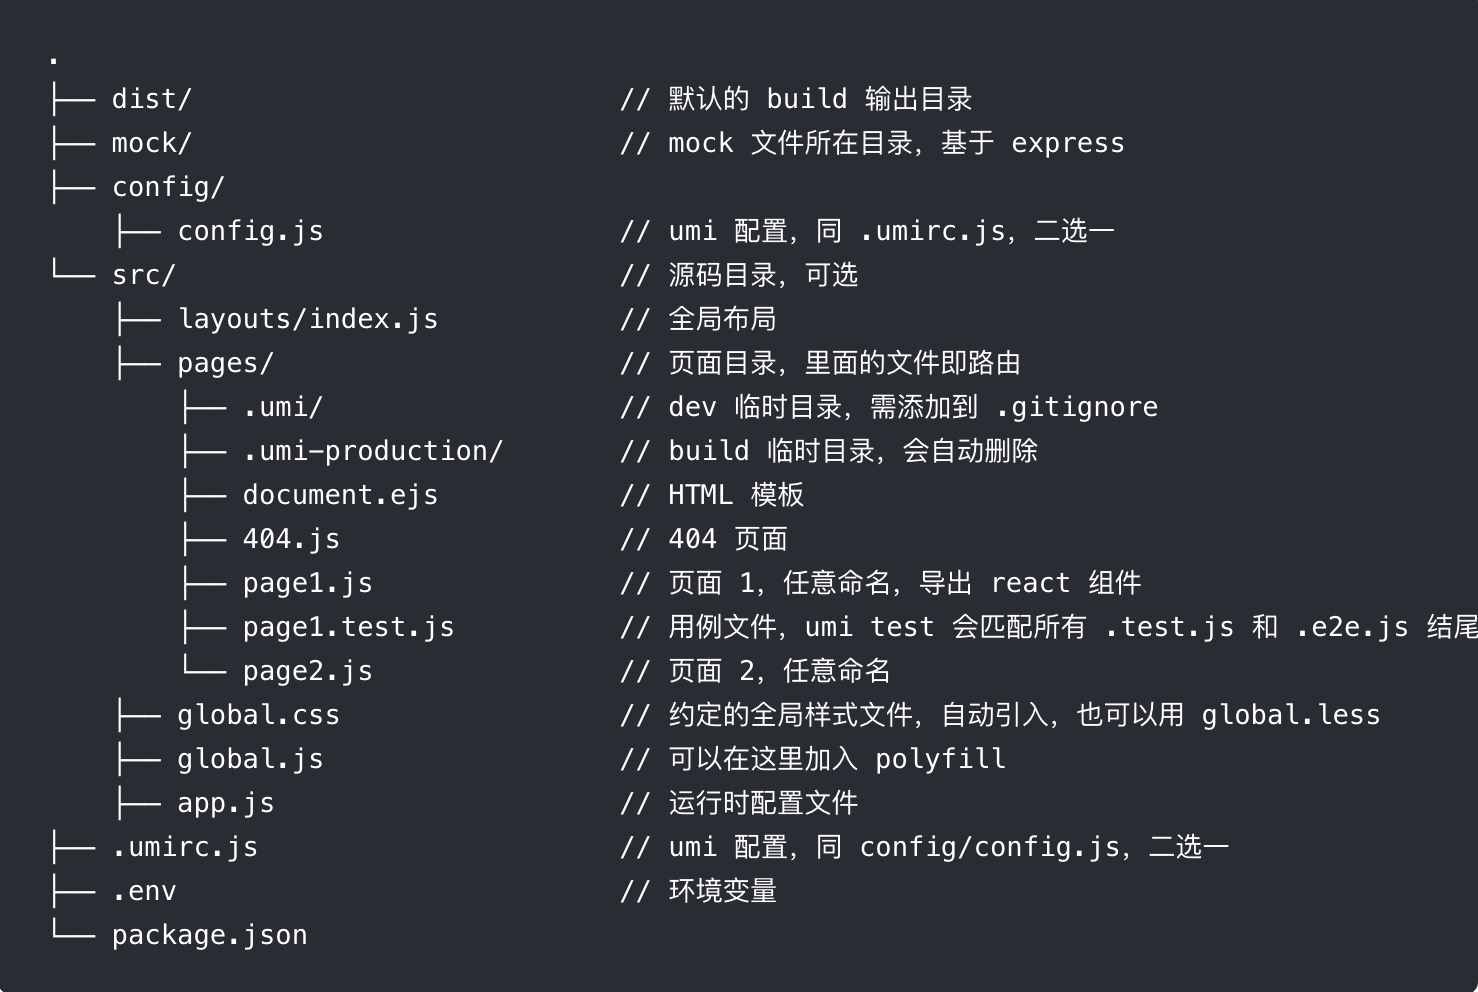 .
├── dist/                          // 默认的 build 输出目录
├── mock/                          // mock 文件所在目录，基于 express
├── config/
    ├── config.js                  // umi 配置，同 .umirc.js，二选一
└── src/                           // 源码目录，可选
    ├── layouts/index.js           // 全局布局
    ├── pages/                     // 页面目录，里面的文件即路由
        ├── .umi/                  // dev 临时目录，需添加到 .gitignore
        ├── .umi-production/       // build 临时目录，会自动删除
        ├── document.ejs           // HTML 模板
        ├── 404.js                 // 404 页面
        ├── page1.js               // 页面 1，任意命名，导出 react 组件
        ├── page1.test.js          // 用例文件，umi test 会匹配所有 .test.js 和 .e2e.js 结尾
        └── page2.js               // 页面 2，任意命名
    ├── global.css                 // 约定的全局样式文件，自动引入，也可以用 global.less
    ├── global.js                  // 可以在这里加入 polyfill
    ├── app.js                     // 运行时配置文件
├── .umirc.js                      // umi 配置，同 config/config.js，二选一
├── .env                           // 环境变量
└── package.json